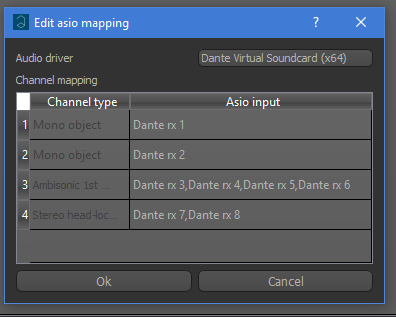 Edit asio mapping
?
Audio driver Dante Virtual Soundcard (x64)
Channel mapping
Channel type Asio input
1 Mono object Dante rx 1
2 Mono object Dante rx 2
3 Ambisonic 1st ... Dante rx 3,Dante rx 4,Dante rx 5,Dante rx 6
4 Stereo head-loc... Dante rx 7,Dante rx 8
Ok Cancel